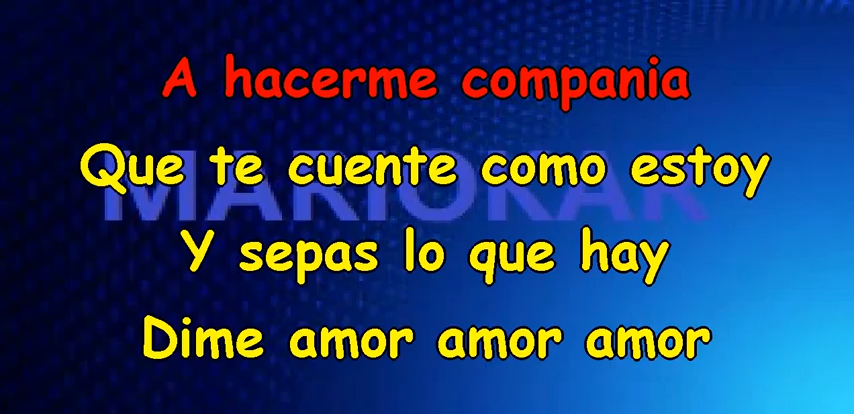 A hacerme compania
Que te cuente como estoy
MARIOKAR
Y sepas lo que hay
Dime amor amor amor